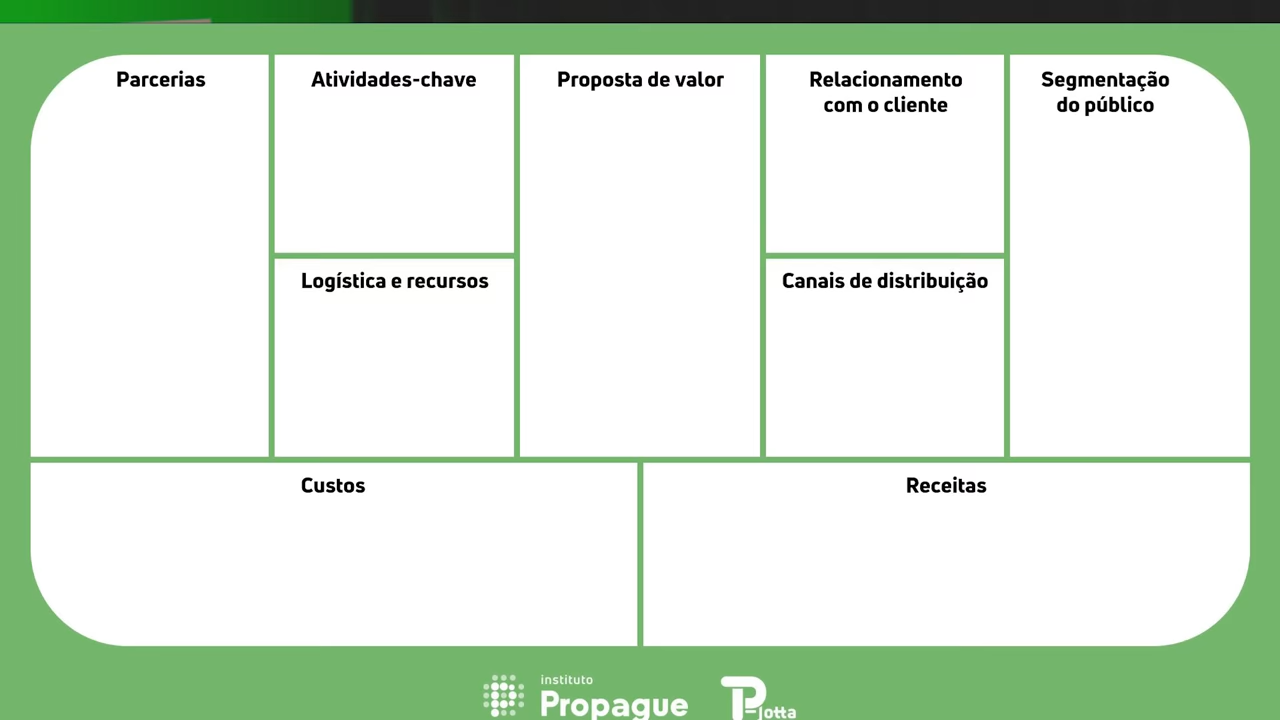 Parcerias
Atividades-chave
Proposta de valor
Relacionamento
com o cliente
Segmentação
do público
Logística e recursos
Canais de distribuição
Custos
Receitas
instituto
Propague
P-Jotta